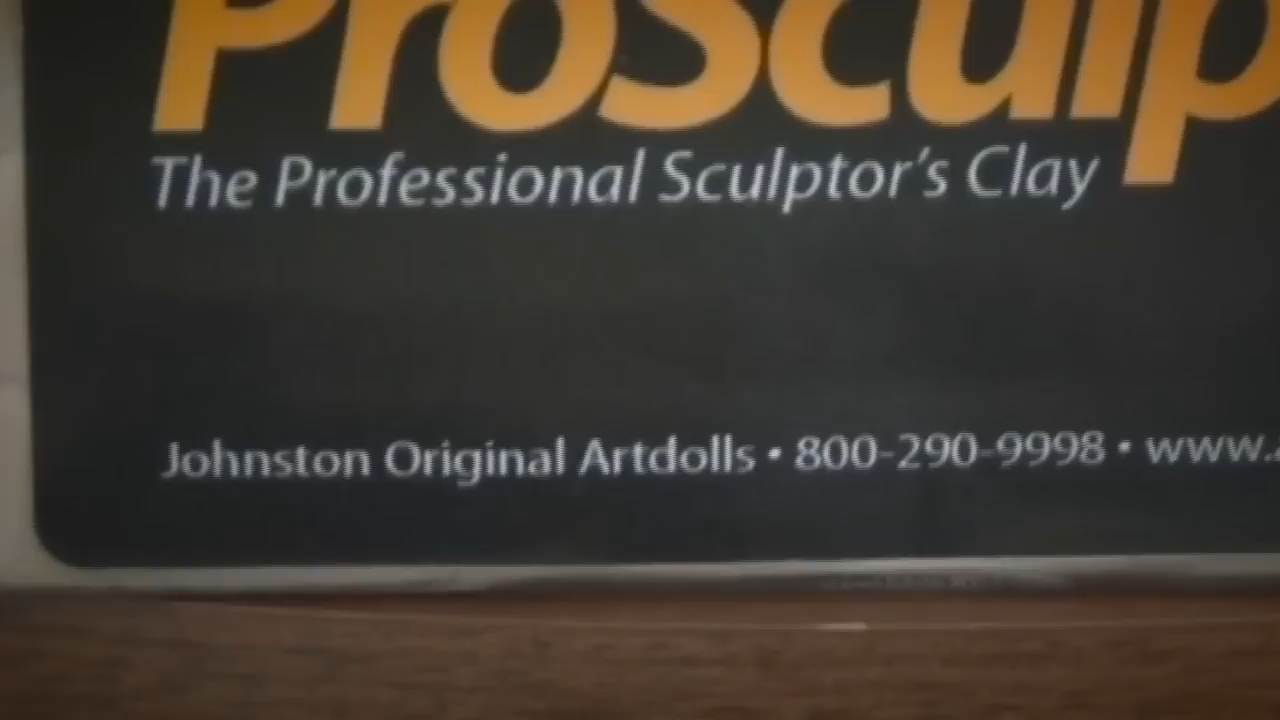 ProSculp
The Professional Sculptor's Clay
Johnston Original Artdolls • 800-290-9998 • www.